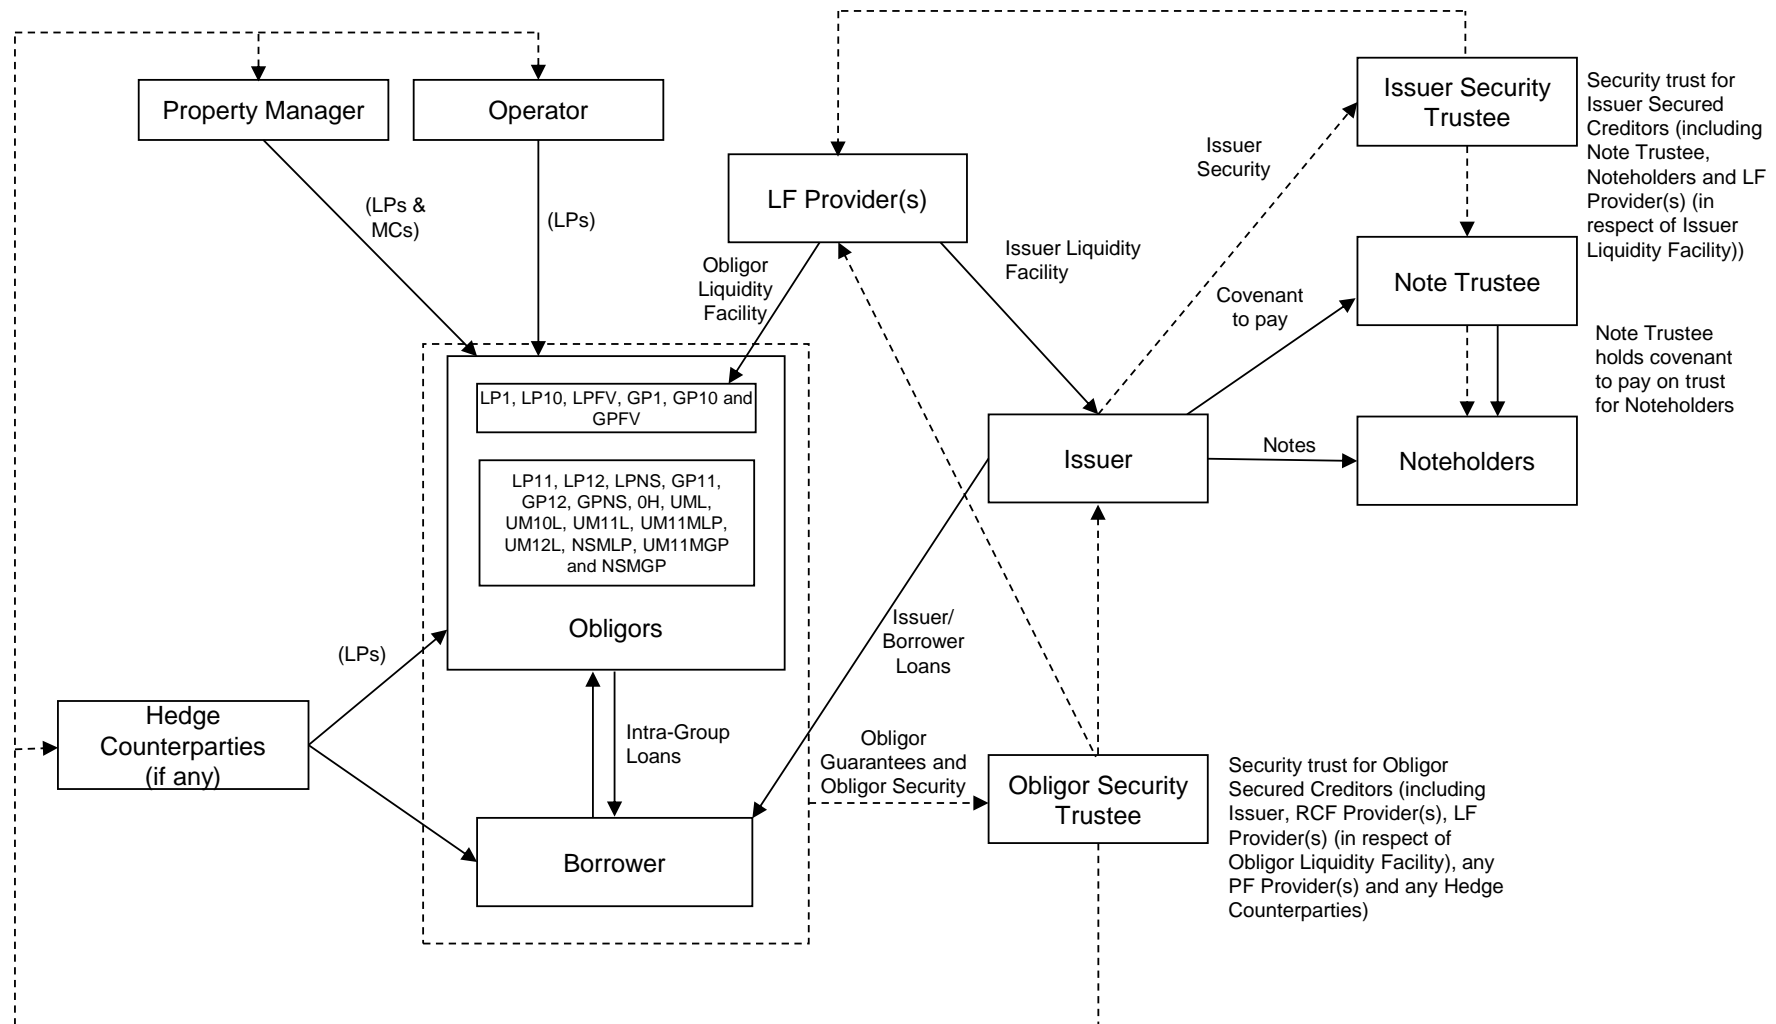 Property Manager
Operator
Issuer Security
Trustee
Security trust for
Issuer Secured
Creditors (including
Note Trustee,
Noteholders and LF
Provider(s) (in
respect of Issuer
Liquidity Facility))
LF Provider(s)
Issuer
Security
(LPs &
MCs)
(LPs)
Obligor
Liquidity
Facility
Issuer Liquidity
Facility
Covenant
to pay
Note Trustee
Note Trustee
holds covenant
to pay on trust
for Noteholders
LP1, LP10, LPFV, GP1, GP10 and
GPFV
LP11, LP12, LPNS, GP11,
GP12, GPNS, 0H, UML,
UM10L, UM11L, UM11MLP,
UM12L, NSMLP, UM11MGP
and NSMGP
Obligors
Issuer
Notes
Noteholders
Issuer/
Borrower
Loans
(LPs)
Hedge
Counterparties
(if any)
Intra-Group
Loans
Borrower
Obligor
Guarantees and
Obligor Security
Obligor Security
Trustee
Security trust for Obligor
Secured Creditors (including
Issuer, RCF Provider(s), LF
Provider(s) (in respect of
Obligor Liquidity Facility), any
PF Provider(s) and any Hedge
Counterparties)